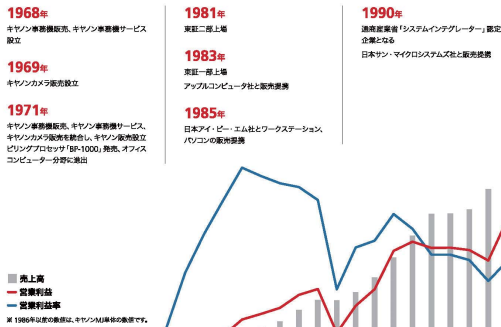 1968年
キヤノン事務機販売、キヤノン事務機サービス
設立
1969年
キヤノンカメラ販売設立
1971年
キヤノン事務機販売、キヤノン事務機サービス、
キヤノンカメラ販売を統合し、キヤノン販売設立
ビリングプロセッサ「BP-1000」発売、オフィス
コンピューター分野に進出
1981年
東証二部上場
1983年
東証一部上場
アップルコンピュータ社と販売提携
1985年
日本アイ・ビー・エム社とワークステーション、
パソコンの販売提携
1990年
通商産業省「システムインテグレーター」認定
企業となる
日本サン・マイクロシステムズ社と販売提携
売上高
営業利益
営業利益率
※ 1986年以前の数値は、キヤノンMJ単体の数値です。